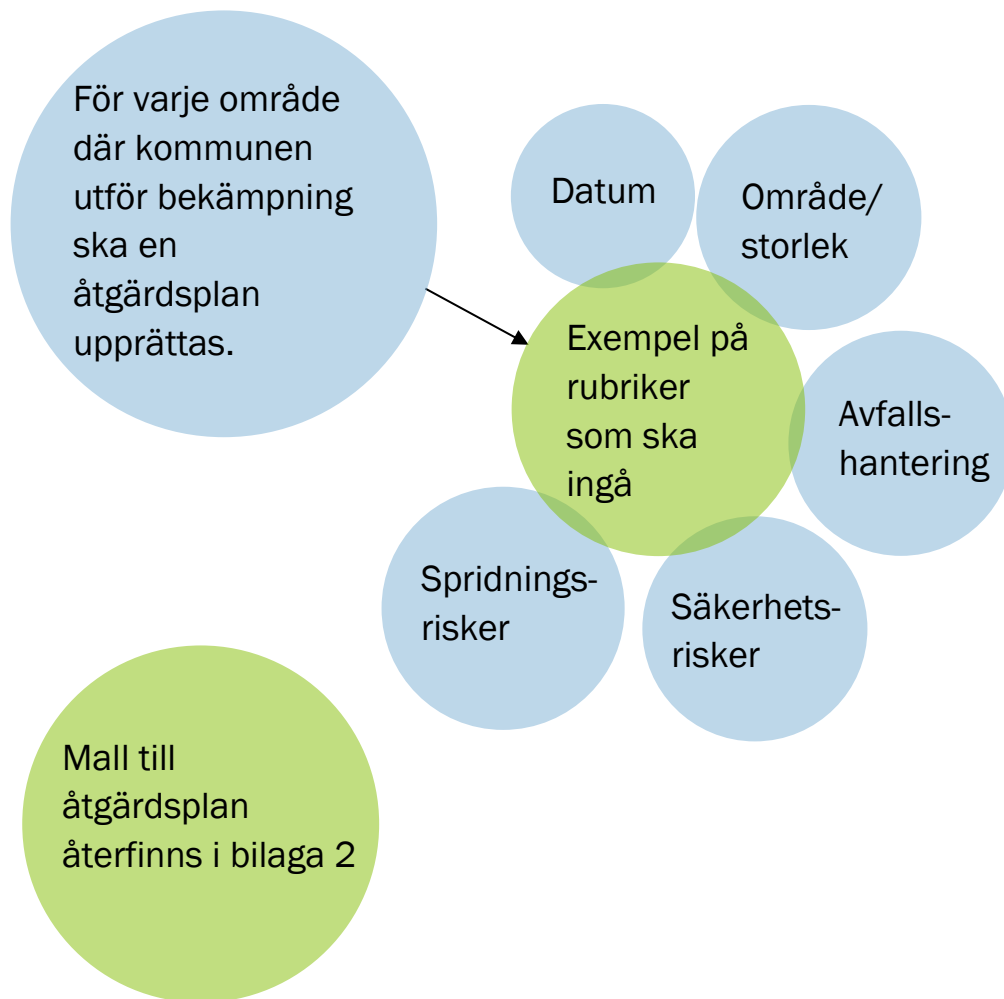 För varje område
där kommunen
utför bekämpning
ska en
åtgärdsplan
upprättas.
Datum
Område/
storlek
Exempel på
rubriker
som ska
ingå
Avfalls-
hantering
Spridnings-
risker
Säkerhets-
risker
Mall till
åtgärdsplan
återfinns i bilaga 2